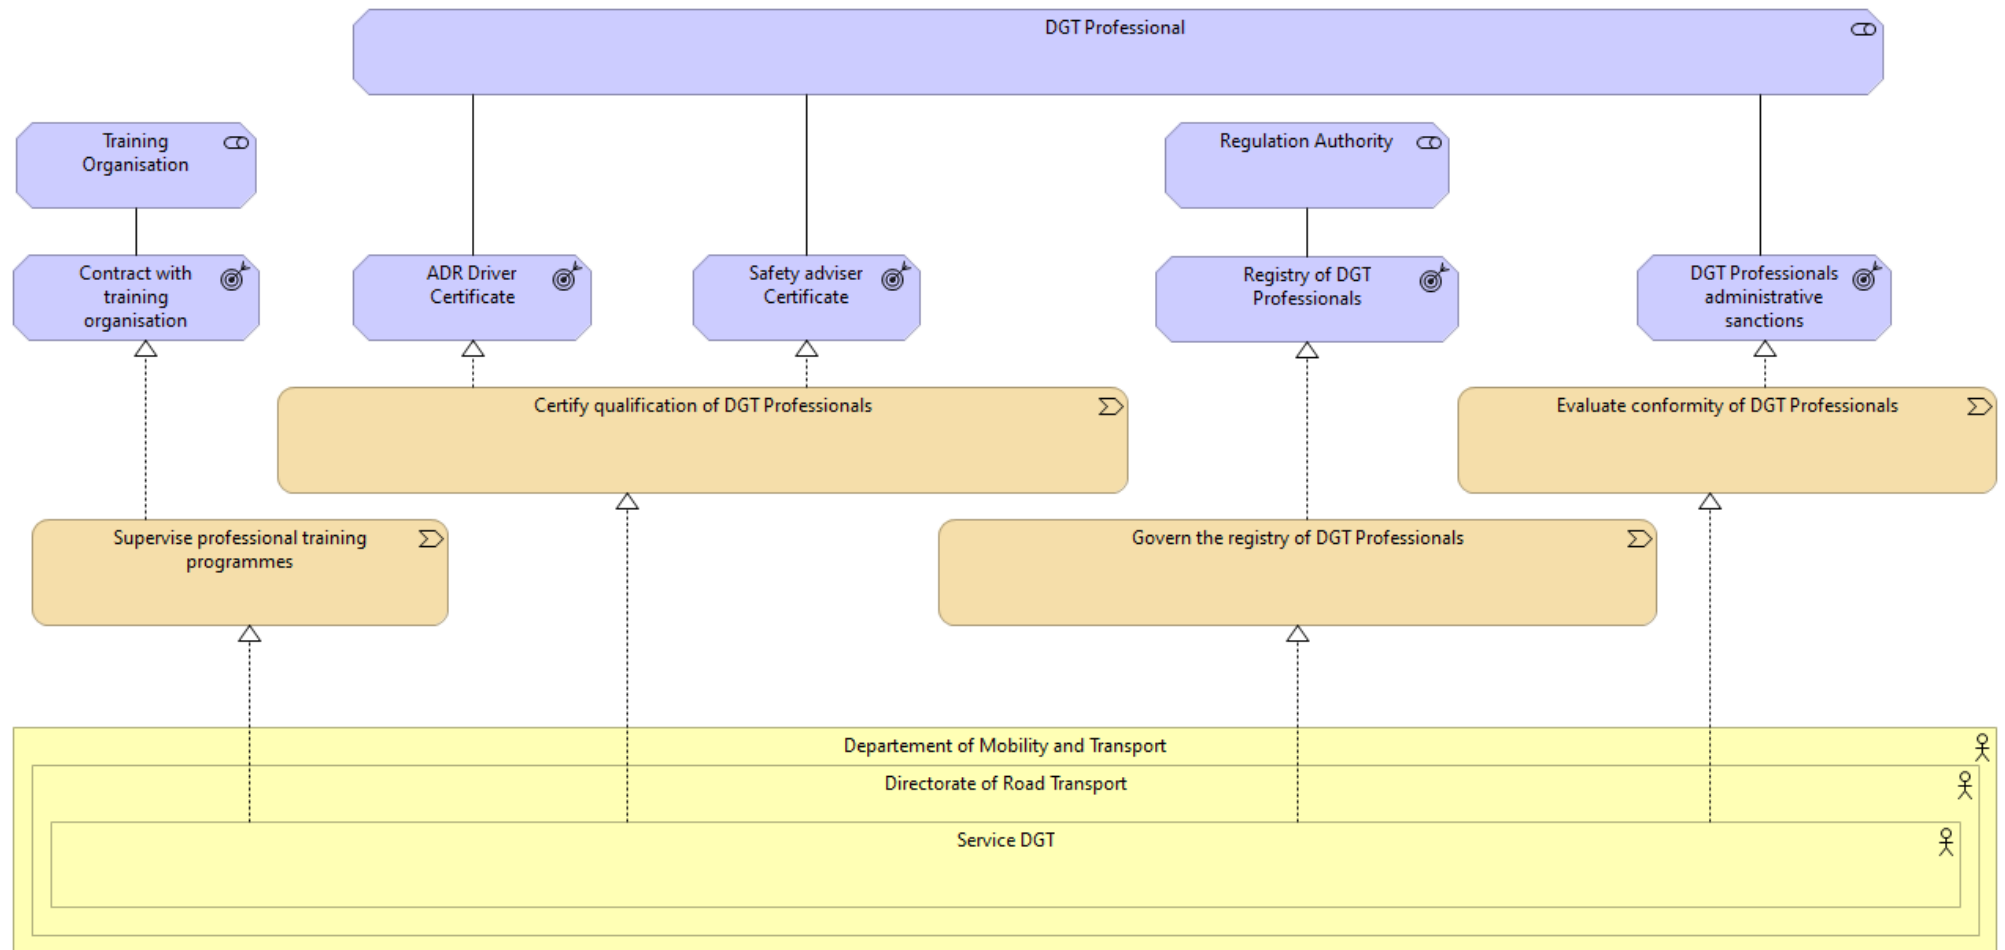 DGT Professional
Training
Organisation
Regulation Authority
Contract with
training
organisation
ADR Driver
Certificate
Safety adviser
Certificate
Registry of DGT
Professionals
DGT Professionals
administrative
sanctions
Certify qualification of DGT Professionals
Evaluate conformity of DGT Professionals
Supervise professional training
programmes
Govern the registry of DGT Professionals
Departement of Mobility and Transport
Directorate of Road Transport
Service DGT